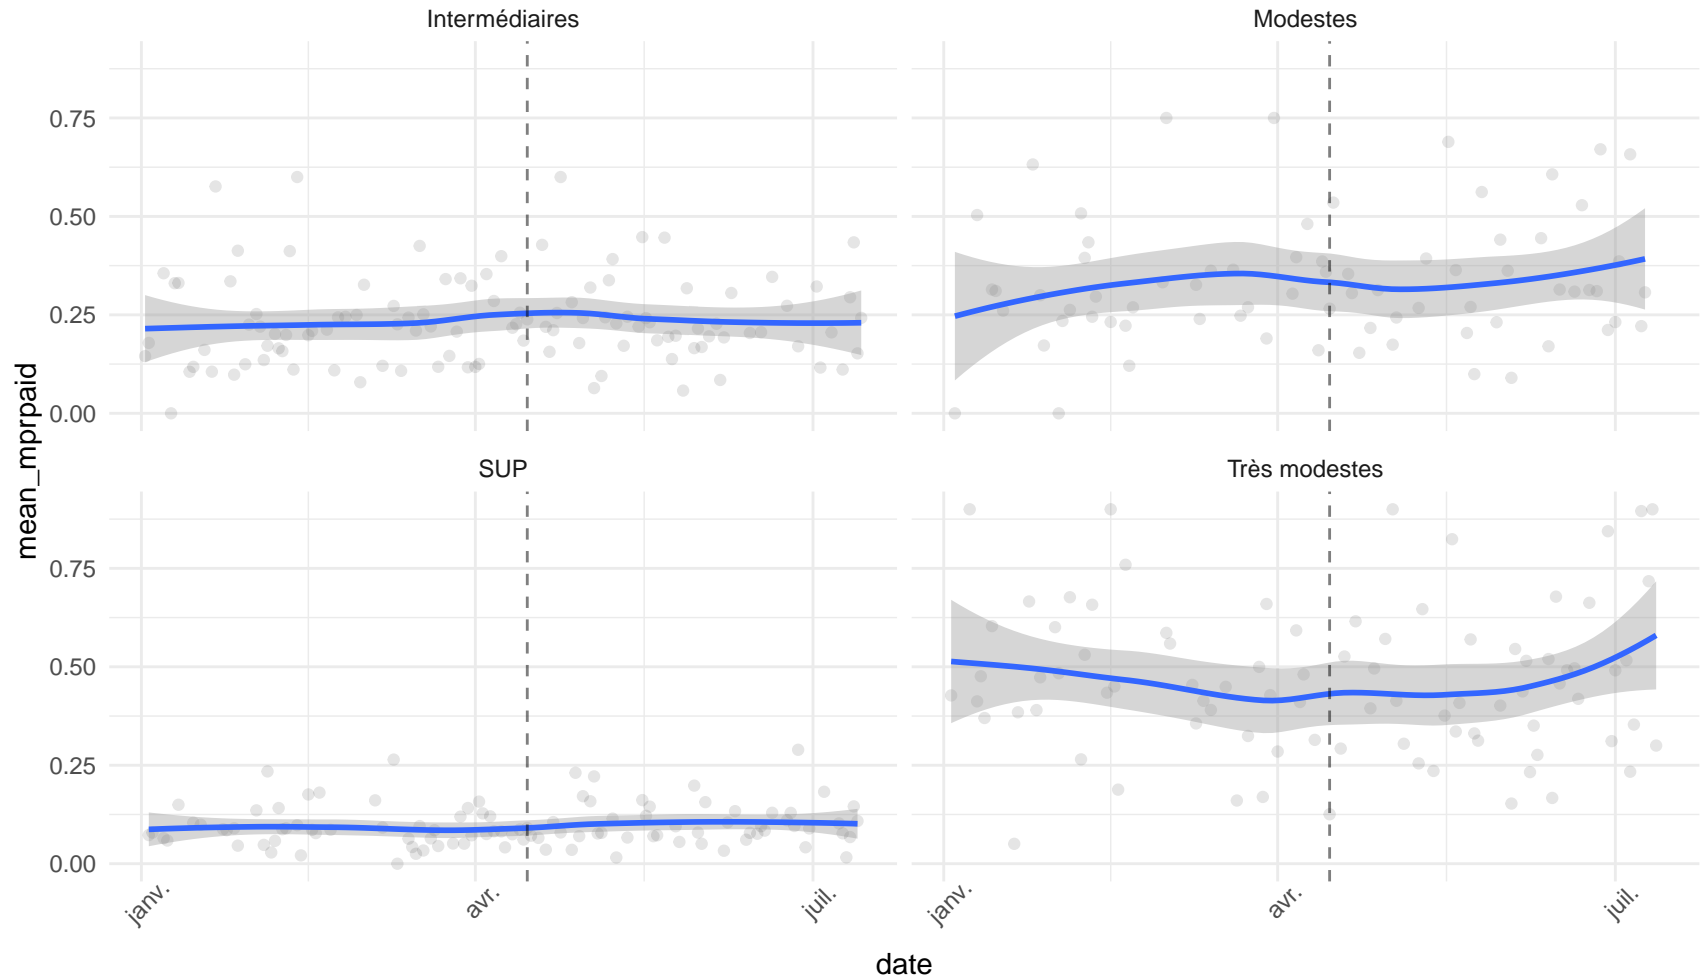 Intermédiaires
Modestes
0.75
0.50
0.25
0.00
SUP
Très modestes
0.75
0.50
0.25
0.00
mean_mprpaid
janv.
avr.
juil.
janv.
avr.
juil.
date